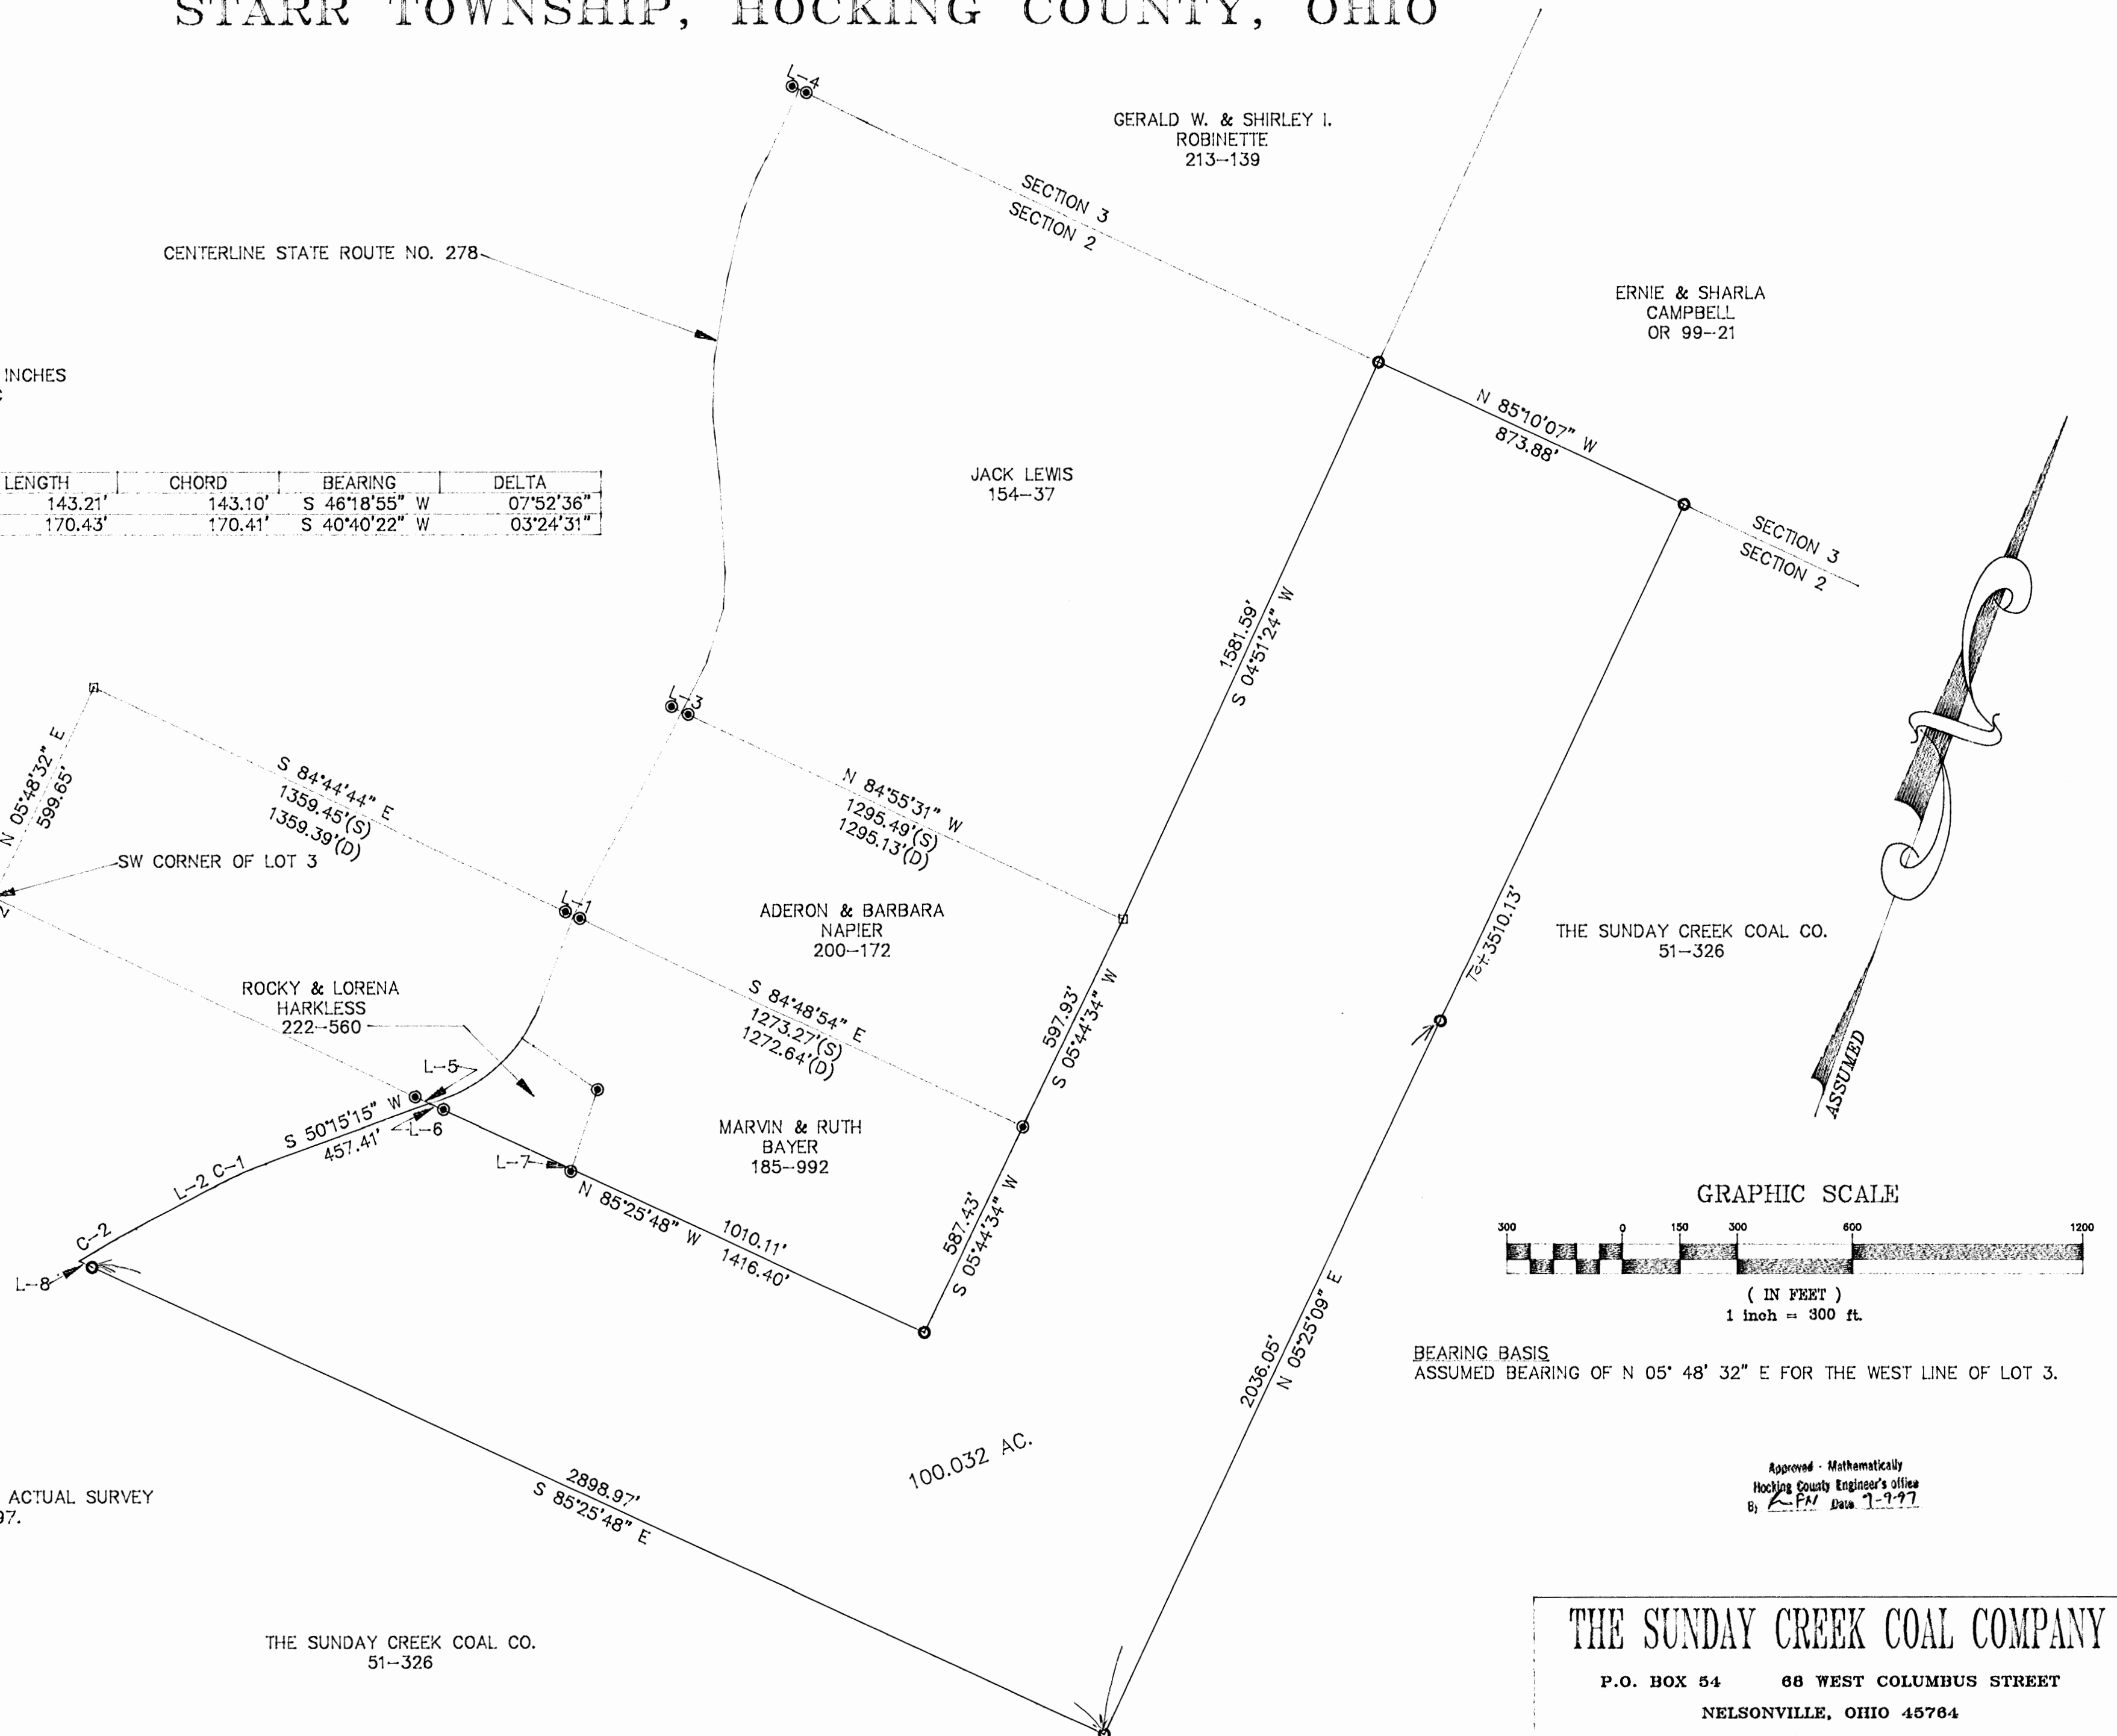 STARR TOWNSHIP, HOCKING COUNTY, OHIO
L-4
GERALD W. & SHIRLEY I.
ROBINETTE
213-139
SECTION 3
SECTION 2
CENTERLINE STATE ROUTE NO. 278
ERNIE & SHARLA
CAMPBELL
OR 99-21
INCHES
N 85°10'07" W
873.88'
LENGTH CHORD BEARING DELTA
143.21' 143.10' S 46°18'55" W 07°52'36"
170.43' 170.41' S 40°40'22" W 03°24'31"
JACK LEWIS
154-37
SECTION 3
SECTION 2
1581.59'
S 04°51'24" W
L-3
N 05°48'32" E
599.65'
S 84°44'44" E
1359.45'(S)
1359.39'(D)
N 84°55'31" W
1295.49'(S)
1295.13'(D)
SW CORNER OF LOT 3
L-1
ADERON & BARBARA
NAPIER
200-172
Tot. 3510.13'
THE SUNDAY CREEK COAL CO.
51-326
ROCKY & LORENA
HARKLESS
222-560
S 84°48'54" E
1273.27'(S)
1272.64'(D)
597.93'
S 05°44'34" W
L-5
S 50°15'15" W
457.41'
L-6
MARVIN & RUTH
BAYER
185-992
L-7
ASSUMED
L-2 C-1
N 85°25'48" W
1010.11'
1416.40'
587.43'
S 05°44'34" W
C-2
L-8
GRAPHIC SCALE
300 0 150 300 600 1200
( IN FEET )
1 inch = 300 ft.
2036.05'
N 05°25'09" E
BEARING BASIS
ASSUMED BEARING OF N 05° 48' 32" E FOR THE WEST LINE OF LOT 3.
100.032 AC.
2898.97'
S 85°25'48" E
Approved - Mathematically
Hocking County Engineer's office
By Date 7-9-97
ACTUAL SURVEY
97.
THE SUNDAY CREEK COAL CO.
51-326
THE SUNDAY CREEK COAL COMPANY
P.O. BOX 54 68 WEST COLUMBUS STREET
NELSONVILLE, OHIO 45764